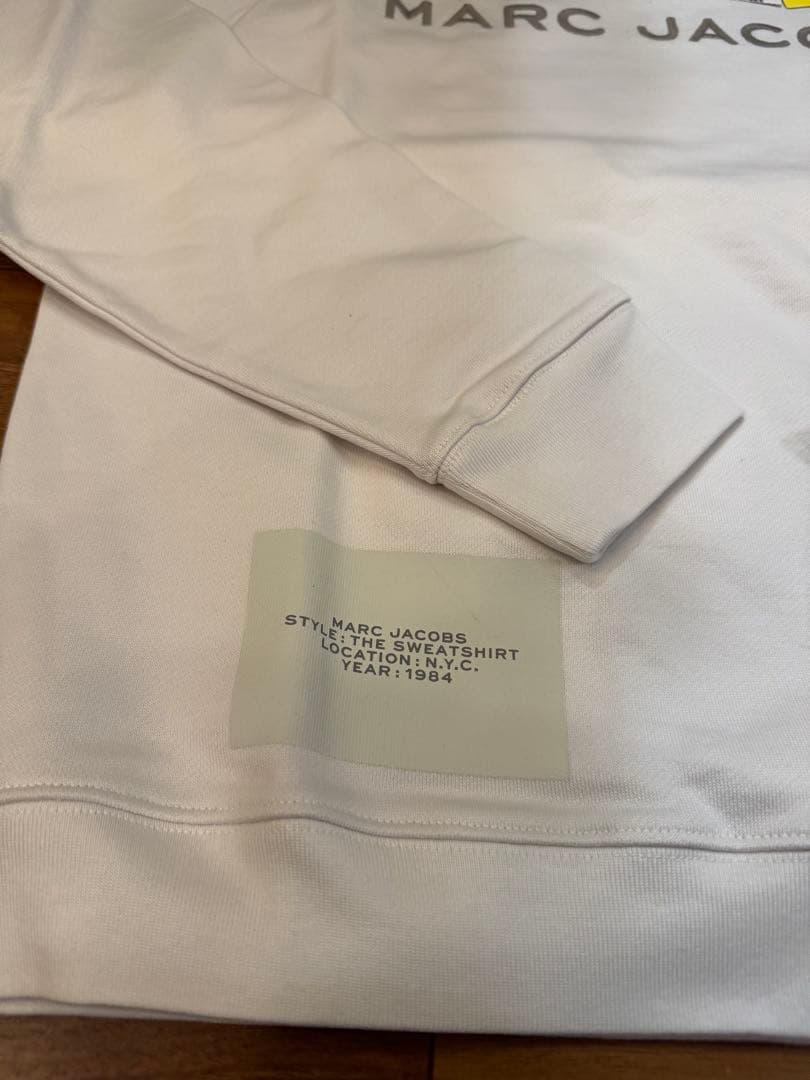 MARC JACO
MARC JACOBS
STYLE : THE SWEATSHIRT
LOCATION : N.Y.C.
YEAR : 1984